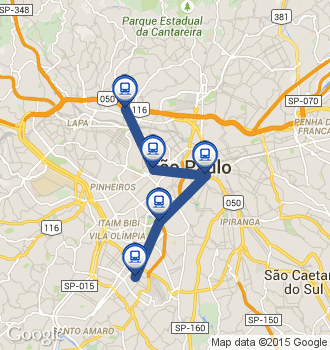 SP-348
Parque Estadual
da Cantareira
381
050
116
SP-070
LAPA
PENHA DE
FRANÇA
São Paulo
PINHEIROS
050
ITAIM BIBI
VILA OLÍMPIA
IPIRANGA
116
São Caetano
do Sul
SP-015
SANTO AMARO
SP-150
SP-160
Google
Map data ©2015 Google